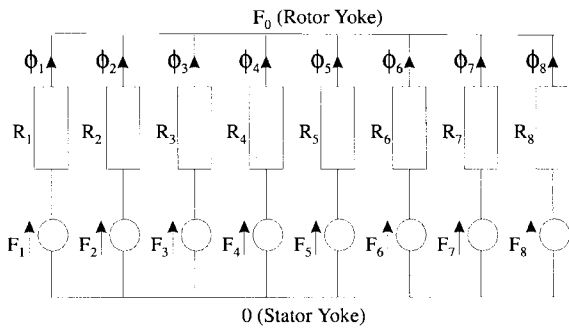 F₀ (Rotor Yoke)
ϕ₁ ϕ₂ ϕ₃ ϕ₄ ϕ₅ ϕ₆ ϕ₇ ϕ₈
R₁ R₂ R₃ R₄ R₅ R₆ R₇ R₈
F₁ F₂ F₃ F₄ F₅ F₆ F₇ F₈
0 (Stator Yoke)